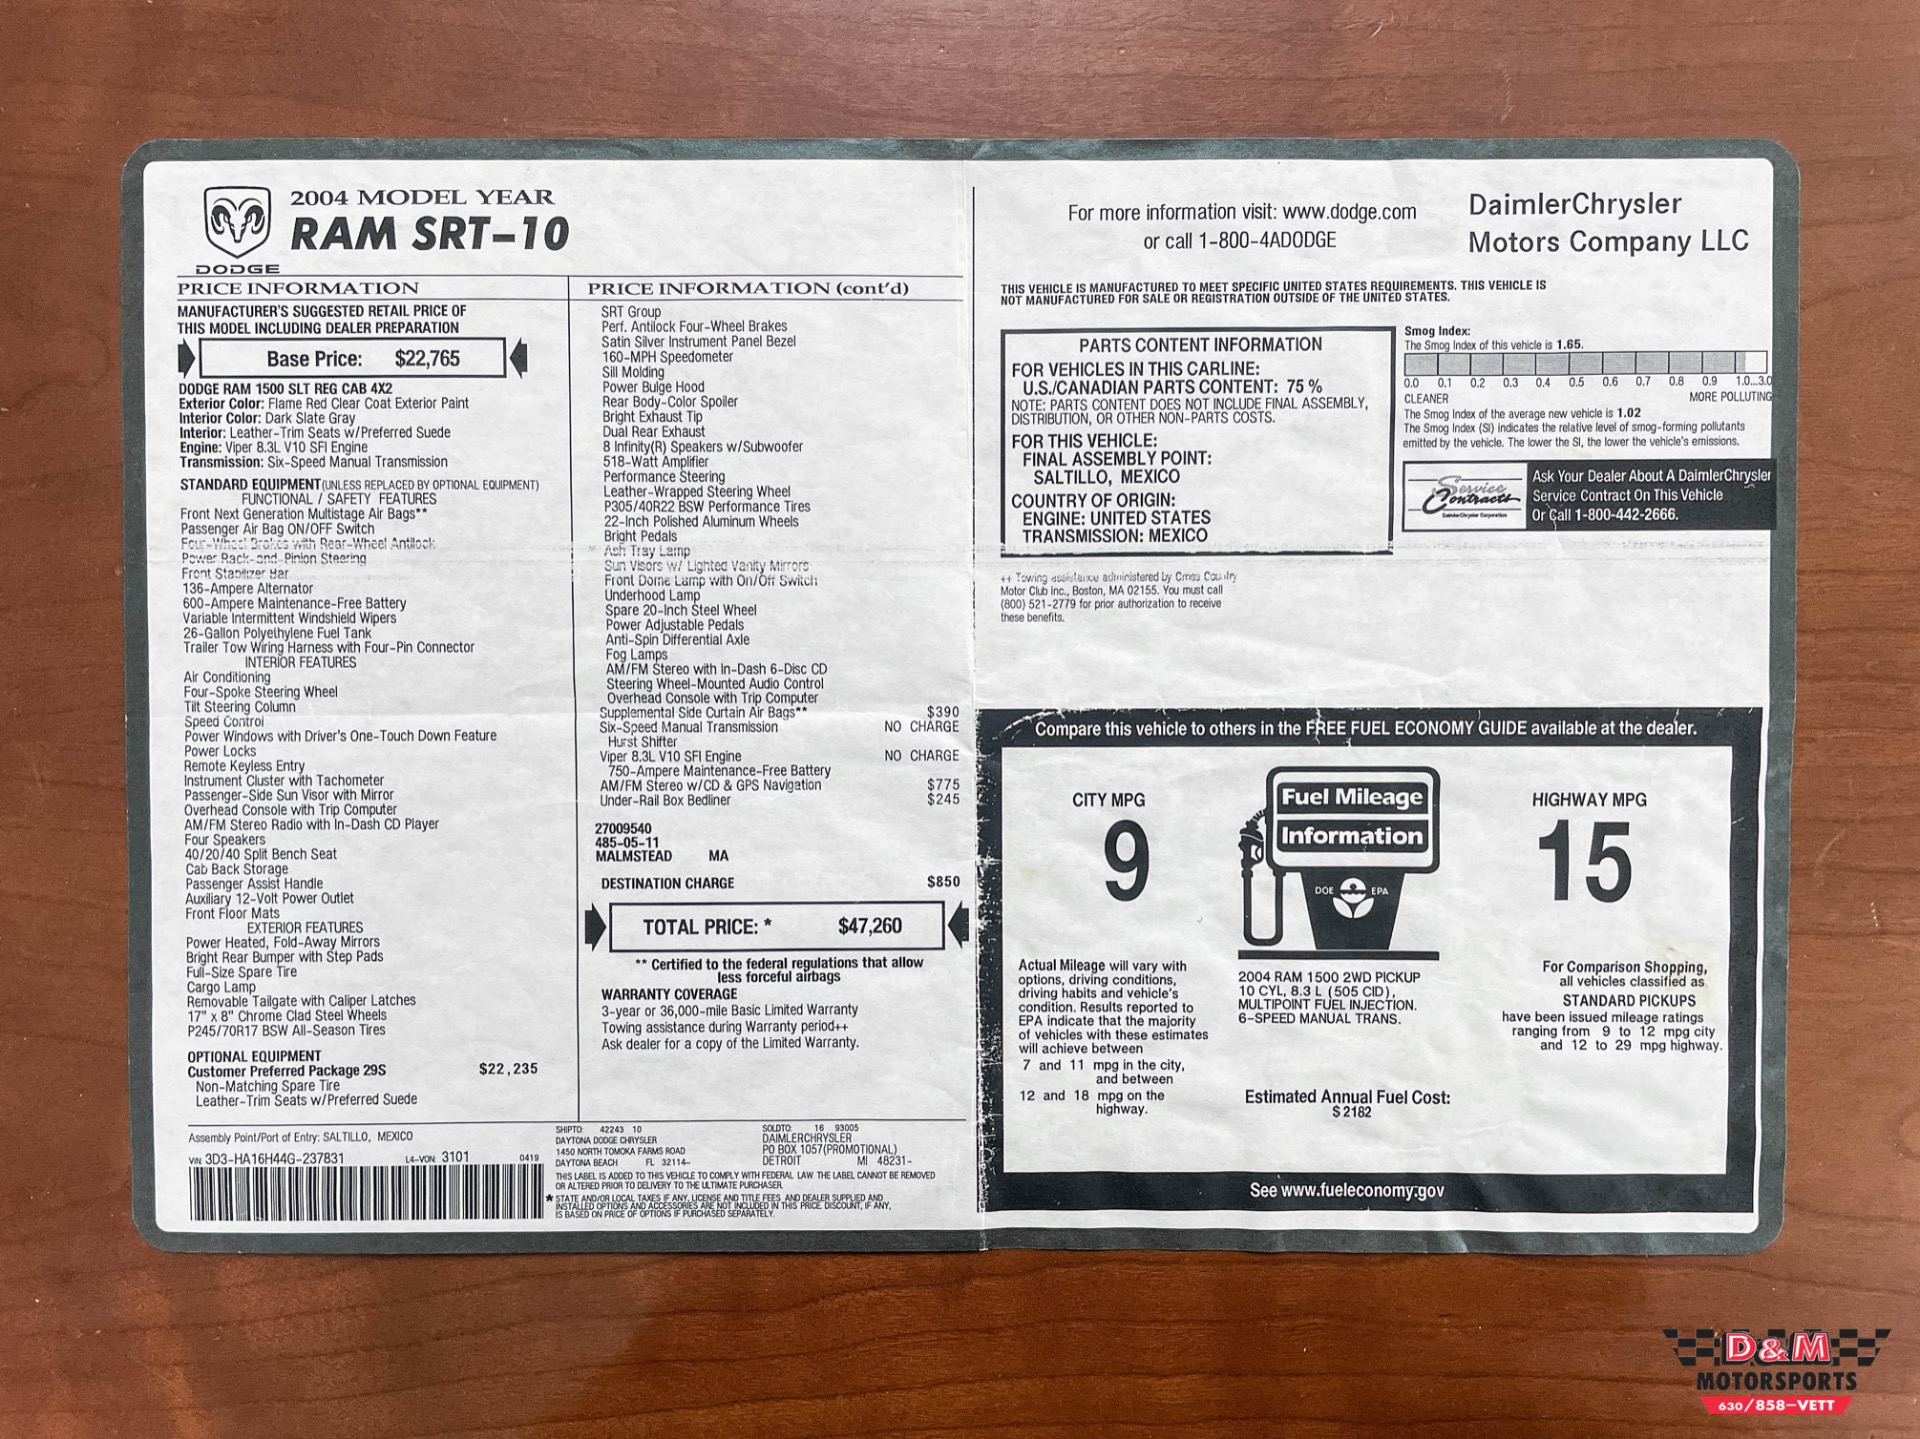 2004 MODEL YEAR
RAM SRT-10
DODGE
PRICE INFORMATION
MANUFACTURER'S SUGGESTED RETAIL PRICE OF
THIS MODEL INCLUDING DEALER PREPARATION
Base Price: $22,765
DODGE RAM 1500 SLT REG CAB 4X2
Exterior Color: Flame Red Clear Coat Exterior Paint
Interior Color: Dark Slate Gray
Interior: Leather-Trim Seats w/Preferred Suede
Engine: Viper 8.3L V10 SFI Engine
Transmission: Six-Speed Manual Transmission
STANDARD EQUIPMENT (UNLESS REPLACED BY OPTIONAL EQUIPMENT)
FUNCTIONAL / SAFETY FEATURES
Front Next Generation Multistage Air Bags**
Passenger Air Bag ON/OFF Switch
Four-Wheel Brakes with Rear-Wheel Antilock
Power Rack-and-Pinion Steering
Front Stabilizer Bar
136-Ampere Alternator
600-Ampere Maintenance-Free Battery
Variable Intermittent Windshield Wipers
26-Gallon Polyethylene Fuel Tank
Trailer Tow Wiring Harness with Four-Pin Connector
INTERIOR FEATURES
Air Conditioning
Four-Spoke Steering Wheel
Tilt Steering Column
Speed Control
Power Windows with Driver's One-Touch Down Feature
Power Locks
Remote Keyless Entry
Instrument Cluster with Tachometer
Passenger-Side Sun Visor with Mirror
Overhead Console with Trip Computer
AM/FM Stereo Radio with In-Dash CD Player
Four Speakers
40/20/40 Split Bench Seat
Cab Back Storage
Passenger Assist Handle
Auxiliary 12-Volt Power Outlet
Front Floor Mats
EXTERIOR FEATURES
Power Heated, Fold-Away Mirrors
Bright Rear Bumper with Step Pads
Full-Size Spare Tire
Cargo Lamp
Removable Tailgate with Caliper Latches
17" x 8" Chrome Clad Steel Wheels
P245/70R17 BSW All-Season Tires
OPTIONAL EQUIPMENT
Customer Preferred Package 29S $22,235
Non-Matching Spare Tire
Leather-Trim Seats w/Preferred Suede
PRICE INFORMATION (cont'd)
SRT Group
Perf. Antilock Four-Wheel Brakes
Satin Silver Instrument Panel Bezel
160-MPH Speedometer
Sill Molding
Power Bulge Hood
Rear Body-Color Spoiler
Bright Exhaust Tip
Dual Rear Exhaust
8 Infinity(R) Speakers w/Subwoofer
518-Watt Amplifier
Performance Steering
Leather-Wrapped Steering Wheel
P305/40R22 BSW Performance Tires
22-Inch Polished Aluminum Wheels
Bright Pedals
Ash Tray Lamp
Sun Visors w/ Lighted Vanity Mirrors
Front Dome Lamp with On/Off Switch
Underhood Lamp
Spare 20-Inch Steel Wheel
Power Adjustable Pedals
Anti-Spin Differential Axle
Fog Lamps
AM/FM Stereo with In-Dash 6-Disc CD
Steering Wheel-Mounted Audio Control
Overhead Console with Trip Computer
Supplemental Side Curtain Air Bags** $390
Six-Speed Manual Transmission NO CHARGE
Hurst Shifter
Viper 8.3L V10 SFI Engine NO CHARGE
750-Ampere Maintenance-Free Battery
AM/FM Stereo w/CD & GPS Navigation $775
Under-Rail Box Bedliner $245
27009540
485-05-11
MALMSTEAD MA
DESTINATION CHARGE $850
TOTAL PRICE: * $47,260
** Certified to the federal regulations that allow
less forceful airbags
WARRANTY COVERAGE
3-year or 36,000-mile Basic Limited Warranty
Towing assistance during Warranty period++
Ask dealer for a copy of the Limited Warranty.
Assembly Point/Port of Entry: SALTILLO, MEXICO
VIN: 3D3-HA16H44G-237831 L4-VON: 3101 0419
SHIPTO: 42243 10
DAYTONA DODGE CHRYSLER
1450 NORTH TOMOKA FARMS ROAD
DAYTONA BEACH FL 32114-
SOLDTO: 16 93005
DAIMLERCHRYSLER
PO BOX 1057(PROMOTIONAL)
DETROIT MI 48231-
THIS LABEL IS ADDED TO THIS VEHICLE TO COMPLY WITH FEDERAL LAW. THE LABEL CANNOT BE REMOVED
OR ALTERED PRIOR TO DELIVERY TO THE ULTIMATE PURCHASER.
* STATE AND/OR LOCAL TAXES IF ANY, LICENSE AND TITLE FEES AND DEALER SUPPLIED AND
INSTALLED OPTIONS AND ACCESSORIES ARE NOT INCLUDED IN THIS PRICE. DISCOUNT, IF ANY,
IS BASED ON PRICE OF OPTIONS IF PURCHASED SEPARATELY.
For more information visit: www.dodge.com
or call 1-800-4ADODGE
DaimlerChrysler
Motors Company LLC
THIS VEHICLE IS MANUFACTURED TO MEET SPECIFIC UNITED STATES REQUIREMENTS. THIS VEHICLE IS
NOT MANUFACTURED FOR SALE OR REGISTRATION OUTSIDE OF THE UNITED STATES.
PARTS CONTENT INFORMATION
FOR VEHICLES IN THIS CARLINE:
U.S./CANADIAN PARTS CONTENT: 75 %
NOTE: PARTS CONTENT DOES NOT INCLUDE FINAL ASSEMBLY,
DISTRIBUTION, OR OTHER NON-PARTS COSTS.
FOR THIS VEHICLE:
FINAL ASSEMBLY POINT:
SALTILLO, MEXICO
COUNTRY OF ORIGIN:
ENGINE: UNITED STATES
TRANSMISSION: MEXICO
Smog Index:
The Smog Index of this vehicle is 1.65.
0.0 0.1 0.2 0.3 0.4 0.5 0.6 0.7 0.8 0.9 1.0...3.0
CLEANER MORE POLLUTING
The Smog Index of the average new vehicle is 1.02
The Smog Index (SI) indicates the relative level of smog-forming pollutants
emitted by the vehicle. The lower the SI, the lower the vehicle's emissions.
Service
Contracts
DaimlerChrysler Corporation
Ask Your Dealer About A DaimlerChrysler
Service Contract On This Vehicle
Or Call 1-800-442-2666.
++ Towing assistance administered by Cross Country
Motor Club Inc., Boston, MA 02155. You must call
(800) 521-2779 for prior authorization to receive
these benefits.
Compare this vehicle to others in the FREE FUEL ECONOMY GUIDE available at the dealer.
CITY MPG
9
Fuel Mileage
Information
DOE EPA
HIGHWAY MPG
15
Actual Mileage will vary with
options, driving conditions,
driving habits and vehicle's
condition. Results reported to
EPA indicate that the majority
of vehicles with these estimates
will achieve between
7 and 11 mpg in the city,
and between
12 and 18 mpg on the
highway.
2004 RAM 1500 2WD PICKUP
10 CYL, 8.3 L (505 CID),
MULTIPOINT FUEL INJECTION.
6-SPEED MANUAL TRANS.
Estimated Annual Fuel Cost:
$2182
For Comparison Shopping,
all vehicles classified as
STANDARD PICKUPS
have been issued mileage ratings
ranging from 9 to 12 mpg city
and 12 to 29 mpg highway.
See www.fueleconomy.gov
D&M
MOTORSPORTS
630/858-VETT